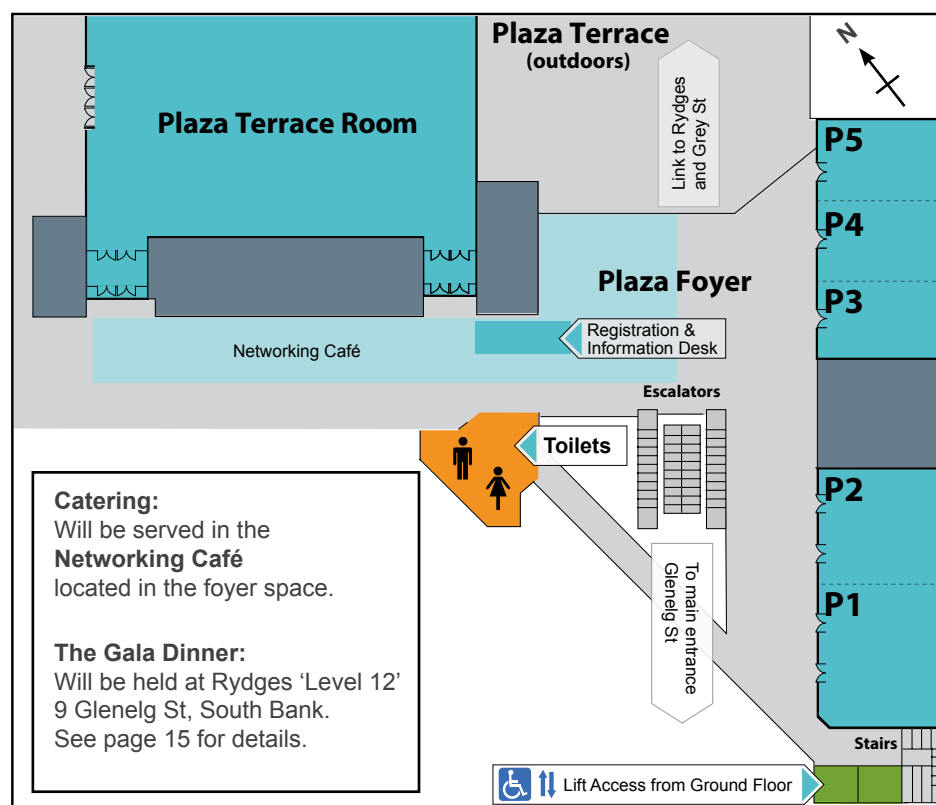 Plaza Terrace
(outdoors)
N
Plaza Terrace Room
Link to Rydges
and Grey St
P5
P4
Plaza Foyer
P3
Registration &
Information Desk
Networking Café
Escalators
Toilets
P2
Catering:
Will be served in the
Networking Café
located in the foyer space.
To main entrance
Glenelg St
P1
The Gala Dinner:
Will be held at Rydges ‘Level 12’
9 Glenelg St, South Bank.
See page 15 for details.
Stairs
Lift Access from Ground Floor